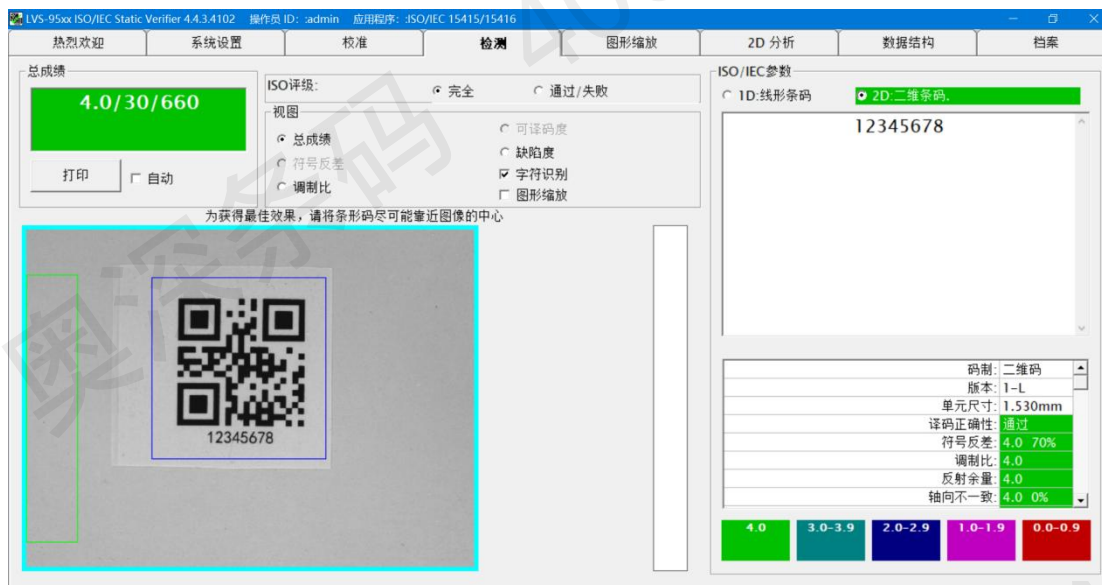 LVS-95xx ISO/IEC Static Verifier 4.4.3.4102 操作员 ID: :admin 应用程序: :ISO/IEC 15415/15416
热烈欢迎 系统设置 校准 检测 图形缩放 2D 分析 数据结构 档案
总成绩
4.0/30/660
打印
自动
ISO评级:
完全
通过/失败
视图
总成绩
符号反差
调制比
可译码度
缺陷度
字符识别
图形缩放
为获得最佳效果，请将条形码尽可能靠近图像的中心
12345678
ISO/IEC参数
1D:线形条码
2D:二维条码.
12345678
码制: 二维码
版本: 1-L
单元尺寸: 1.530mm
译码正确性: 通过
符号反差: 4.0 70%
调制比: 4.0
反射余量: 4.0
轴向不一致: 4.0 0%
4.0 3.0-3.9 2.0-2.9 1.0-1.9 0.0-0.9
奥深条码 40